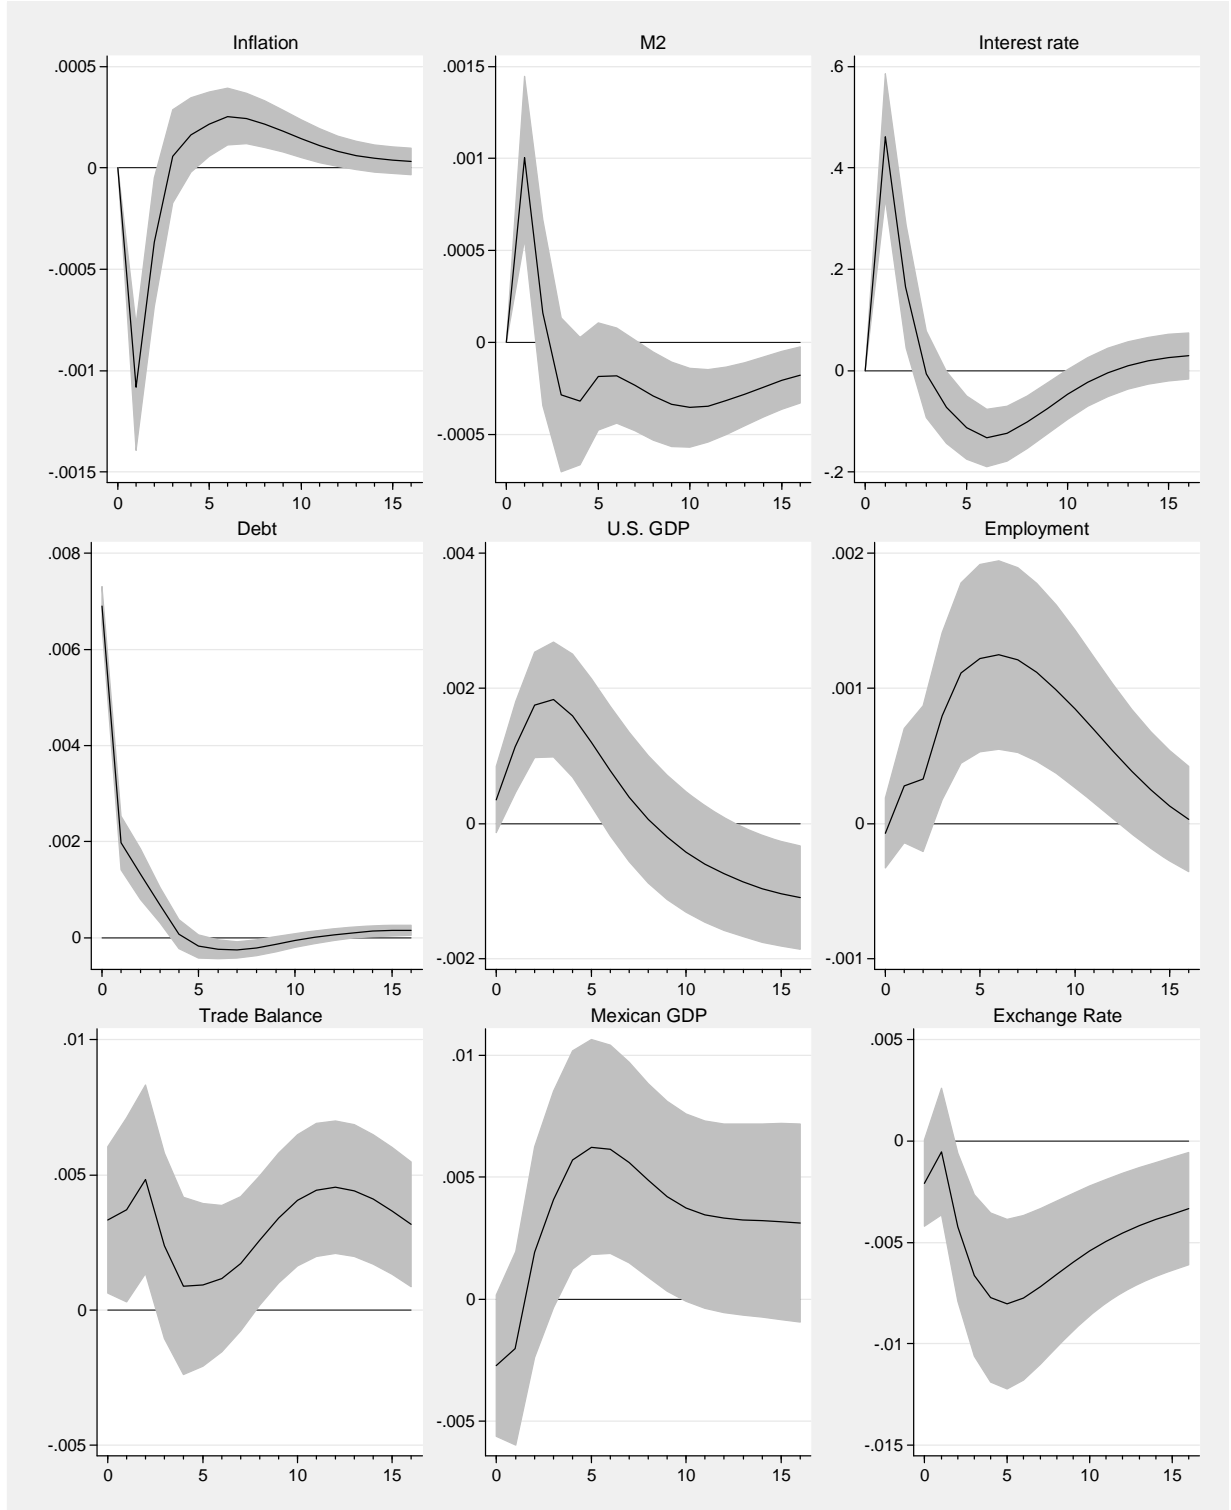 Inflation
.0005
0
-.0005
-.001
-.0015
0 5 10 15
M2
.0015
.001
.0005
0
-.0005
0 5 10 15
Interest rate
.6
.4
.2
0
-.2
0 5 10 15
Debt
.008
.006
.004
.002
0
0 5 10 15
U.S. GDP
.004
.002
0
-.002
0 5 10 15
Employment
.002
.001
0
-.001
0 5 10 15
Trade Balance
.01
.005
0
-.005
0 5 10 15
Mexican GDP
.01
.005
0
-.005
0 5 10 15
Exchange Rate
.005
0
-.005
-.01
-.015
0 5 10 15